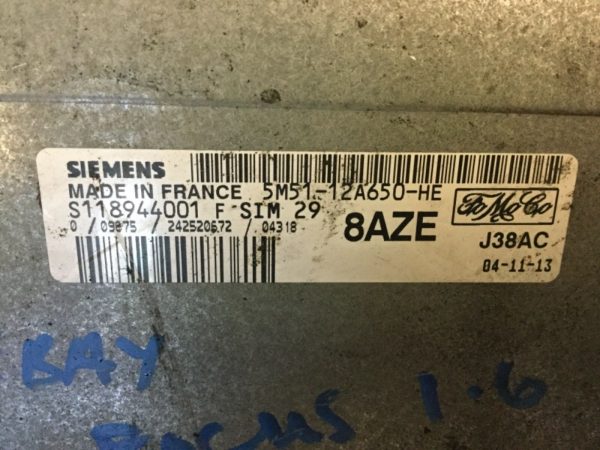 SIEMENS
MADE IN FRANCE 5M51-12A650-HE
S118944001 F SIM 29
0 / 09875 / 242520672 / 04318
8AZE
FoMoCo
J38AC
04-11-13
BAY
FOCUS 1.6